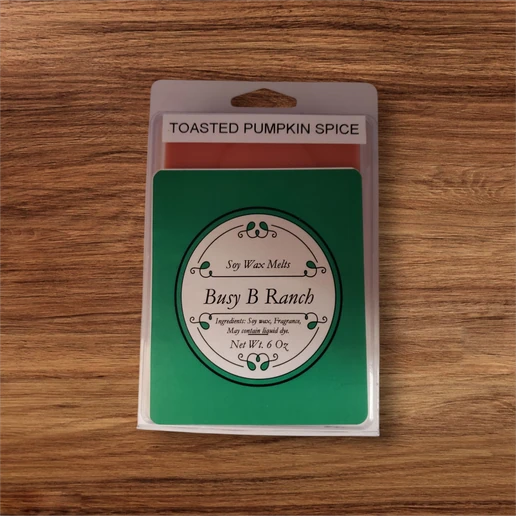 TOASTED PUMPKIN SPICE
Soy Wax Melts
Busy B Ranch
Ingredients: Soy wax, Fragrance,
May contain liquid dye.
Net Wt. 6 Oz